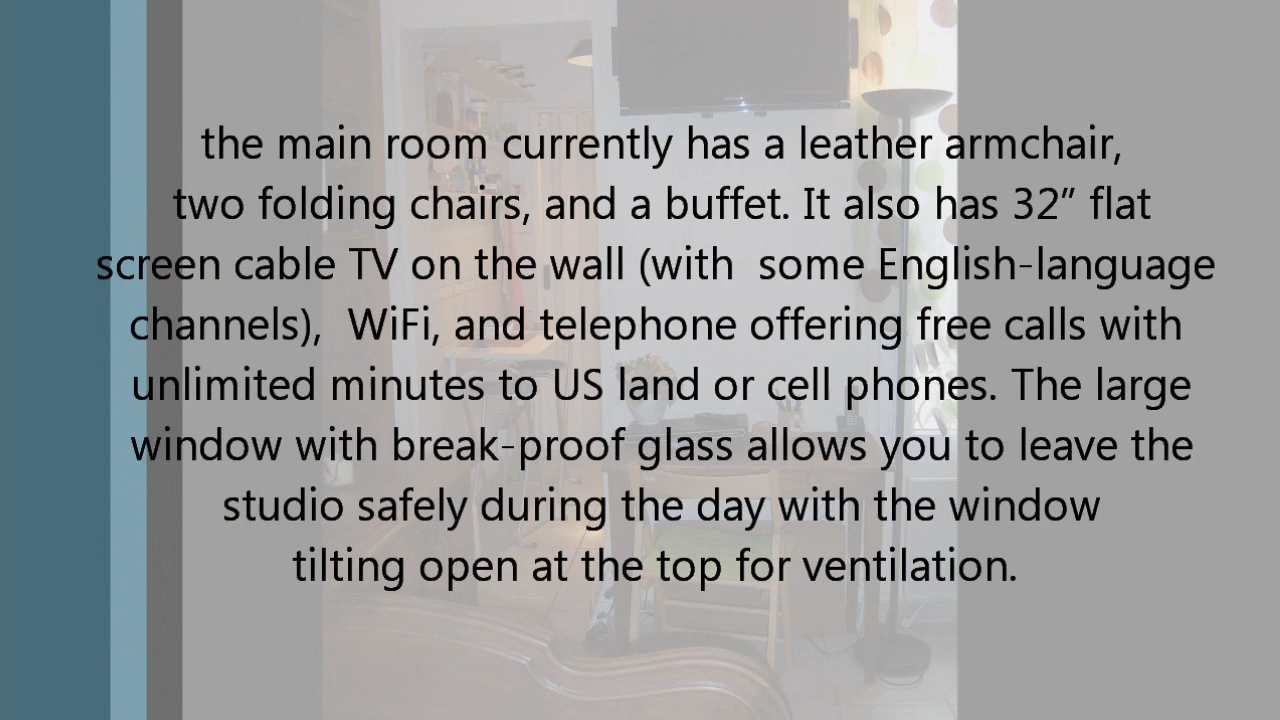 the main room currently has a leather armchair,
two folding chairs, and a buffet. It also has 32” flat
screen cable TV on the wall (with  some English-language
channels),  WiFi, and telephone offering free calls with
unlimited minutes to US land or cell phones. The large
window with break-proof glass allows you to leave the
studio safely during the day with the window
tilting open at the top for ventilation.